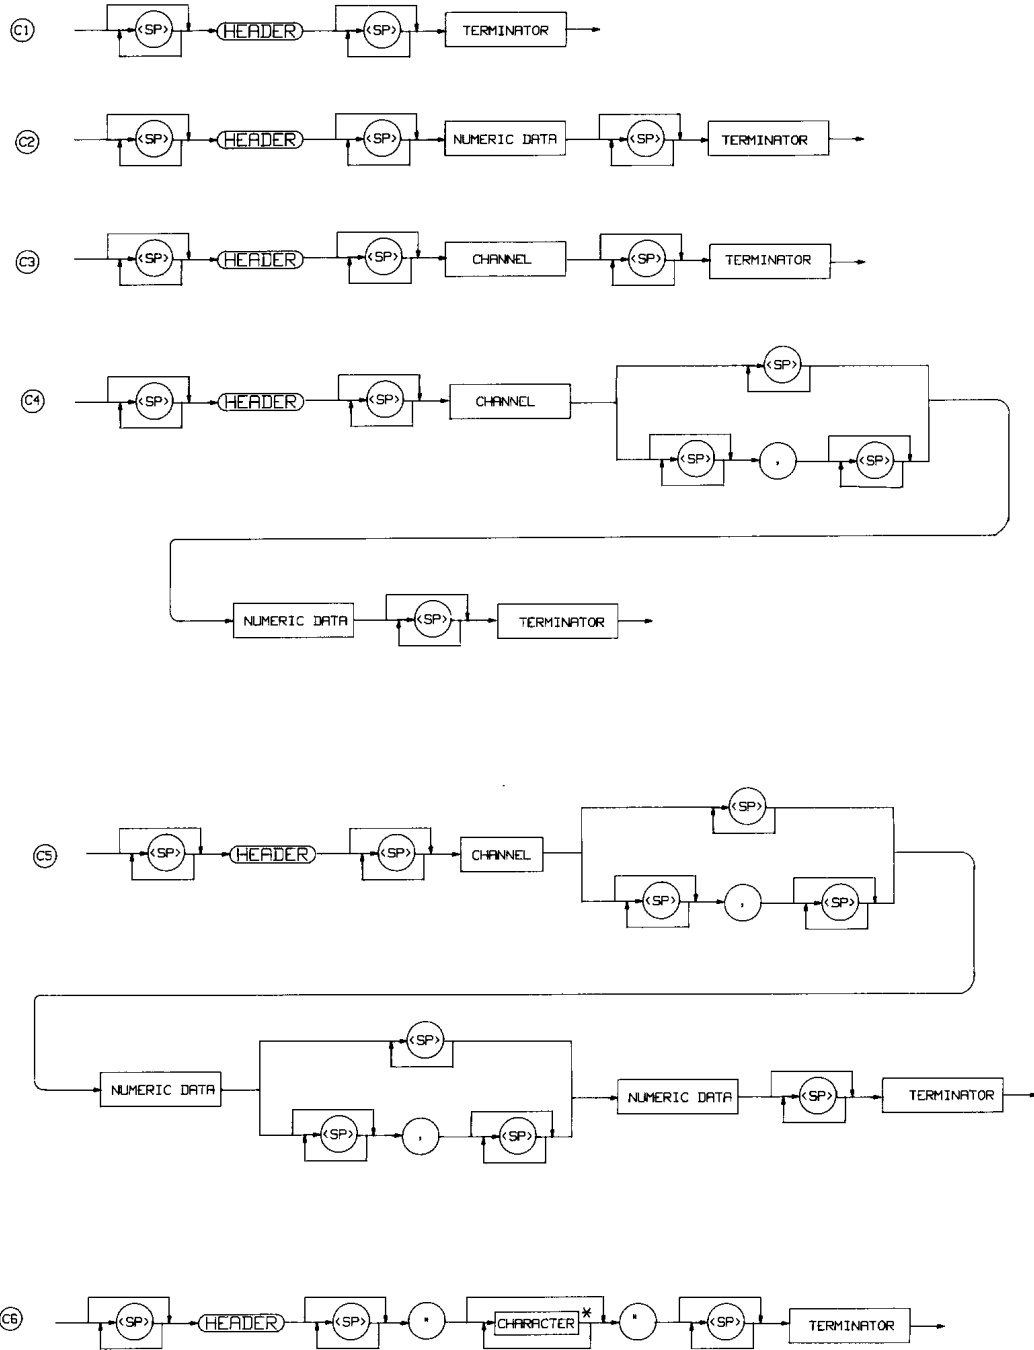 C1 <SP> HEADER <SP> TERMINATOR
C2 <SP> HEADER <SP> NUMERIC DATA <SP> TERMINATOR
C3 <SP> HEADER <SP> CHANNEL <SP> TERMINATOR
<SP>
C4 <SP> HEADER <SP> CHANNEL
<SP> , <SP>
NUMERIC DATA <SP> TERMINATOR
<SP>
C5 <SP> HEADER <SP> CHANNEL
<SP> , <SP>
<SP>
NUMERIC DATA NUMERIC DATA <SP> TERMINATOR
<SP> , <SP>
C6 <SP> HEADER <SP> " CHARACTER * " <SP> TERMINATOR